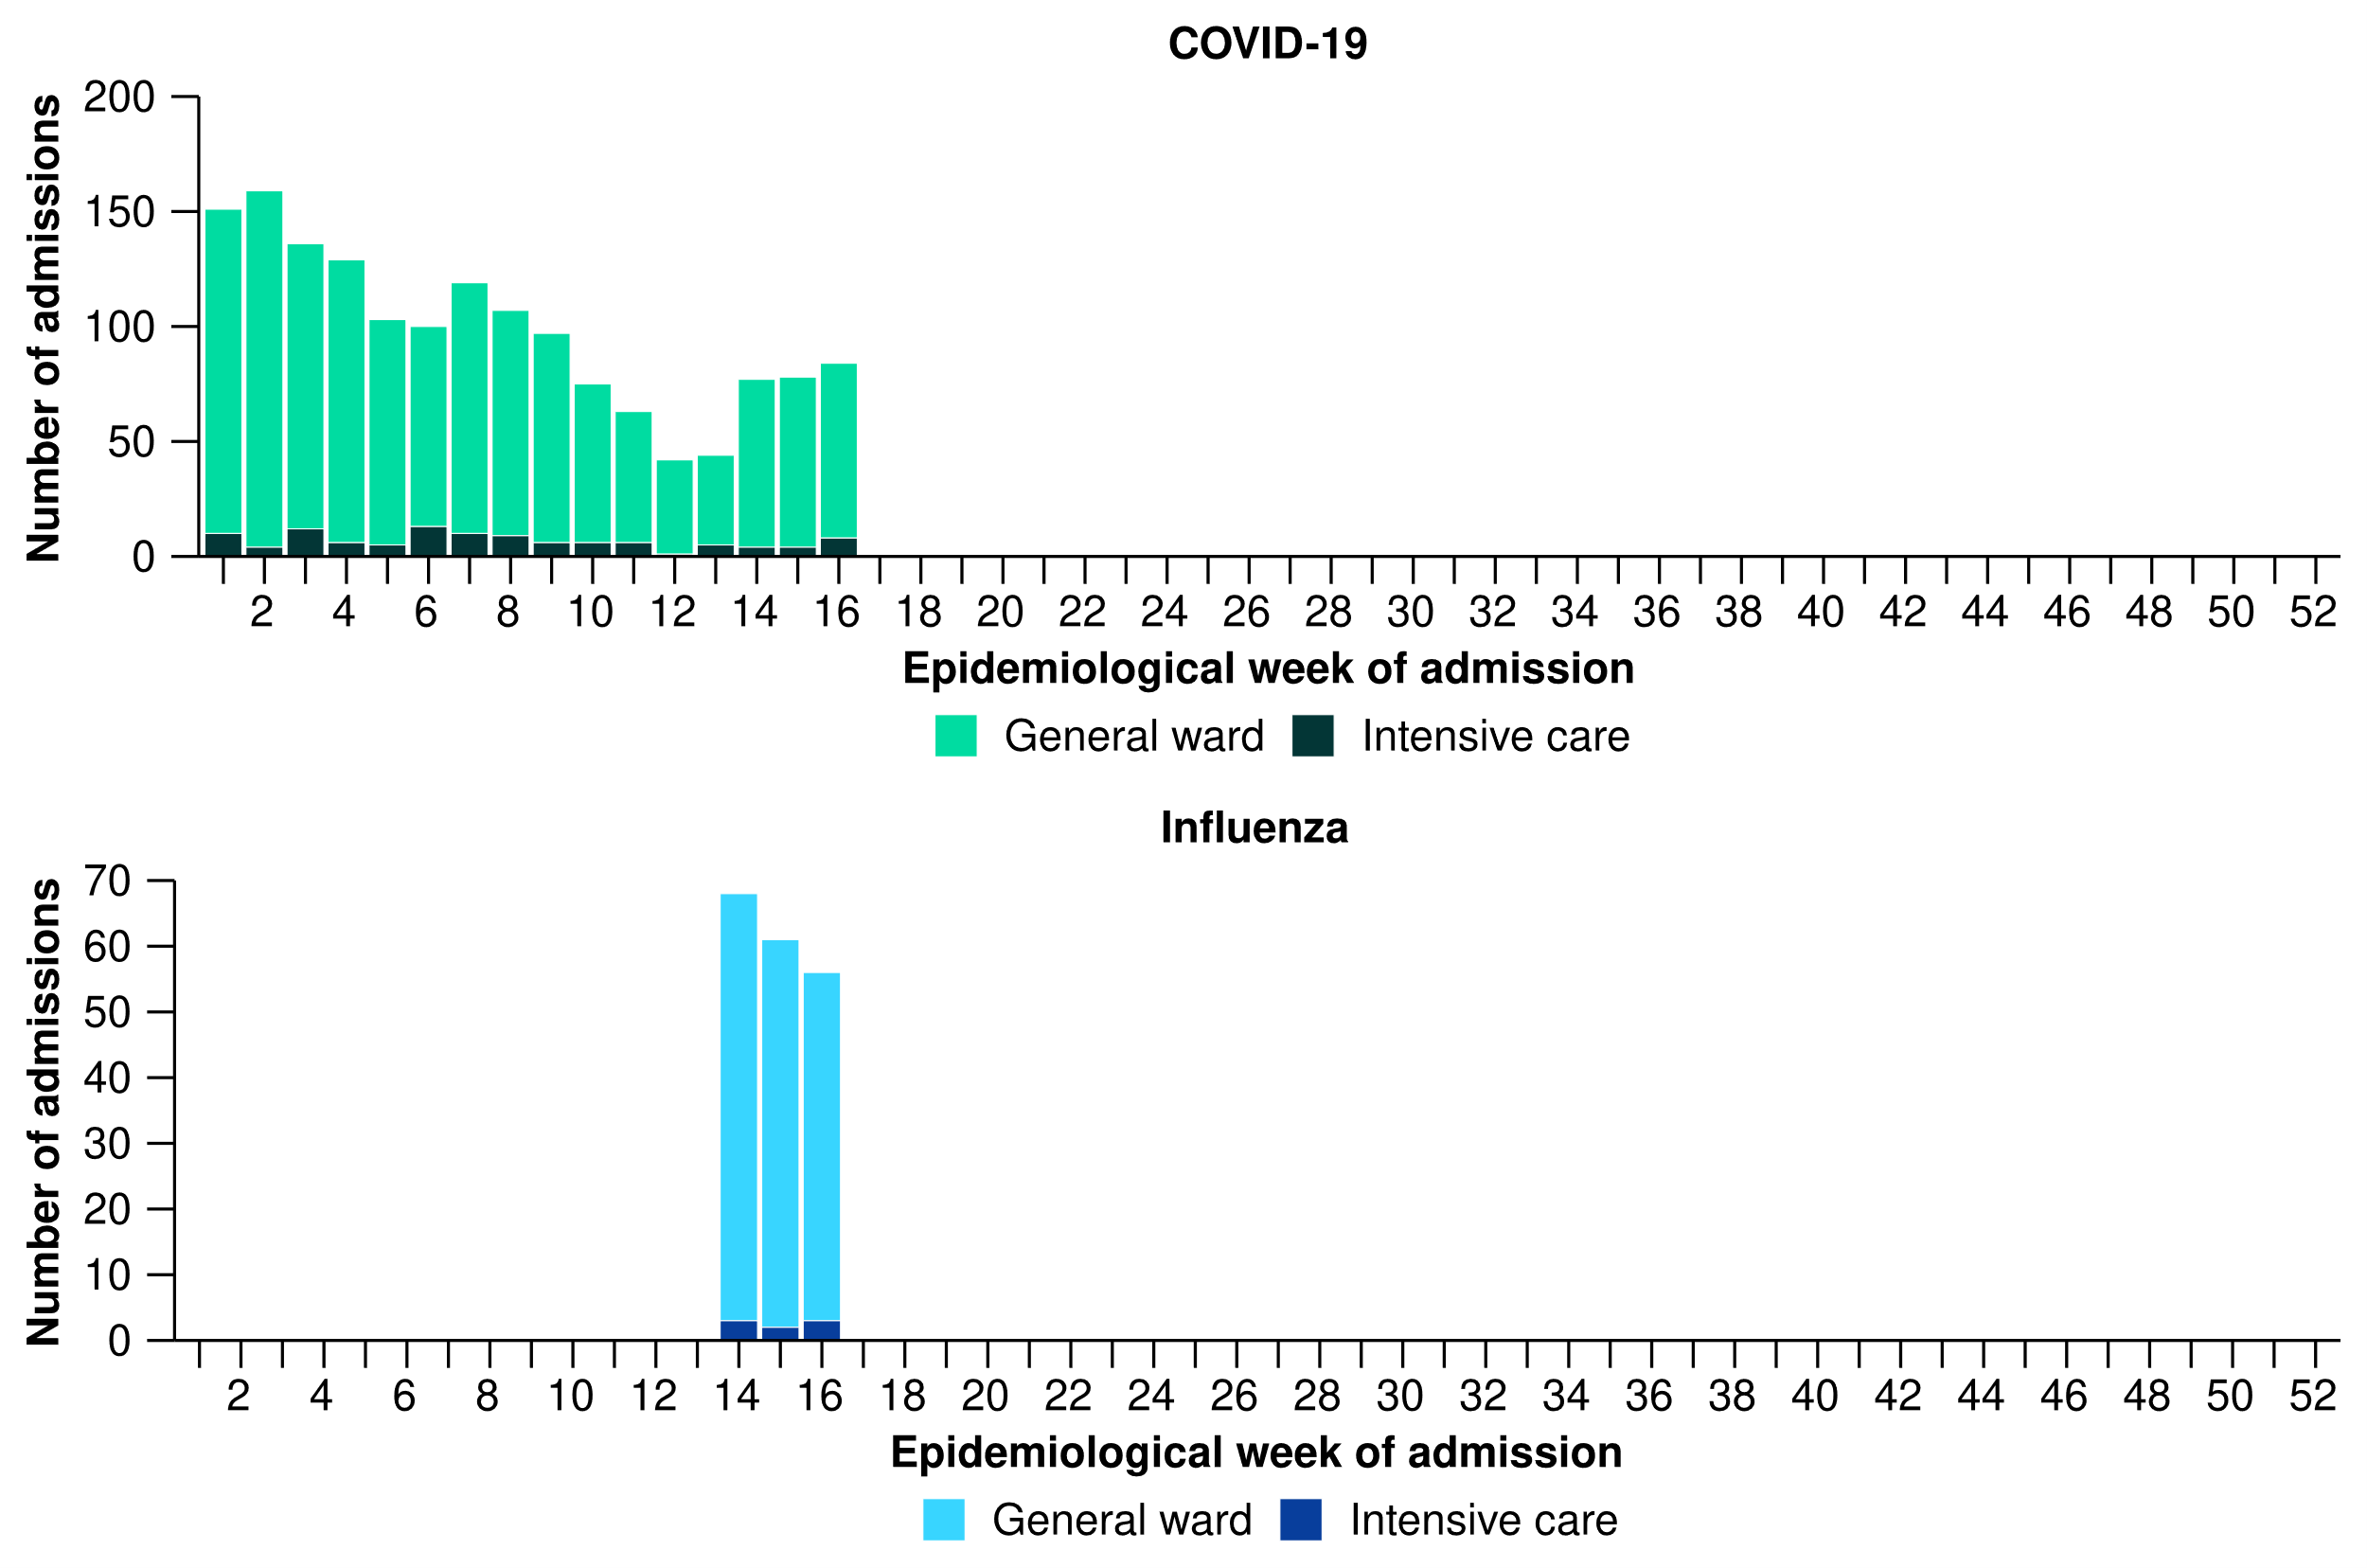 COVID-19
Number of admissions
200
150
100
50
0
2 4 6 8 10 12 14 16 18 20 22 24 26 28 30 32 34 36 38 40 42 44 46 48 50 52
Epidemiological week of admission
General ward Intensive care
Influenza
Number of admissions
70
60
50
40
30
20
10
0
2 4 6 8 10 12 14 16 18 20 22 24 26 28 30 32 34 36 38 40 42 44 46 48 50 52
Epidemiological week of admission
General ward Intensive care